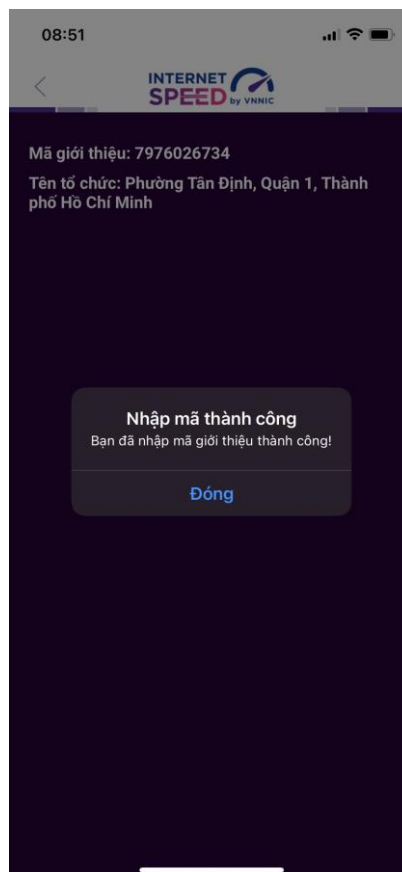 08:51
INTERNET
SPEED by VNNIC
Mã giới thiệu: 7976026734
Tên tổ chức: Phường Tân Định, Quận 1, Thành
phố Hồ Chí Minh
Nhập mã thành công
Bạn đã nhập mã giới thiệu thành công!
Đóng